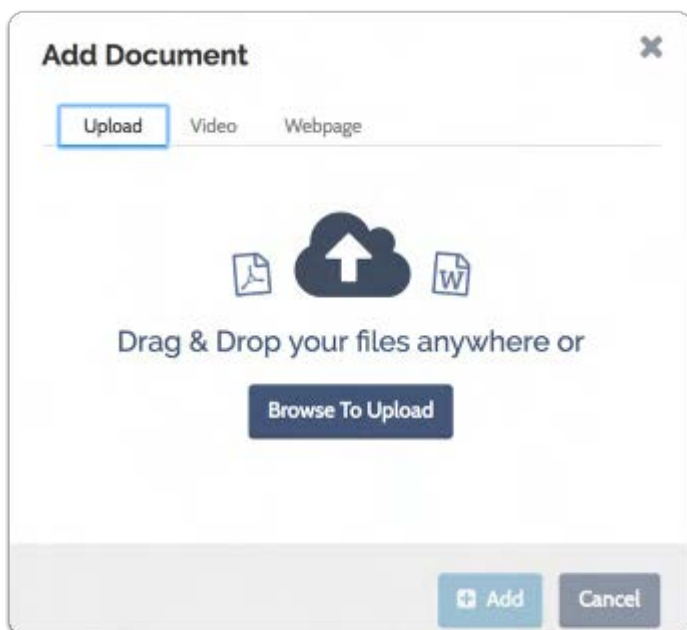 Add Document
Upload Video Webpage
W
Drag & Drop your files anywhere or
Browse To Upload
Add Cancel